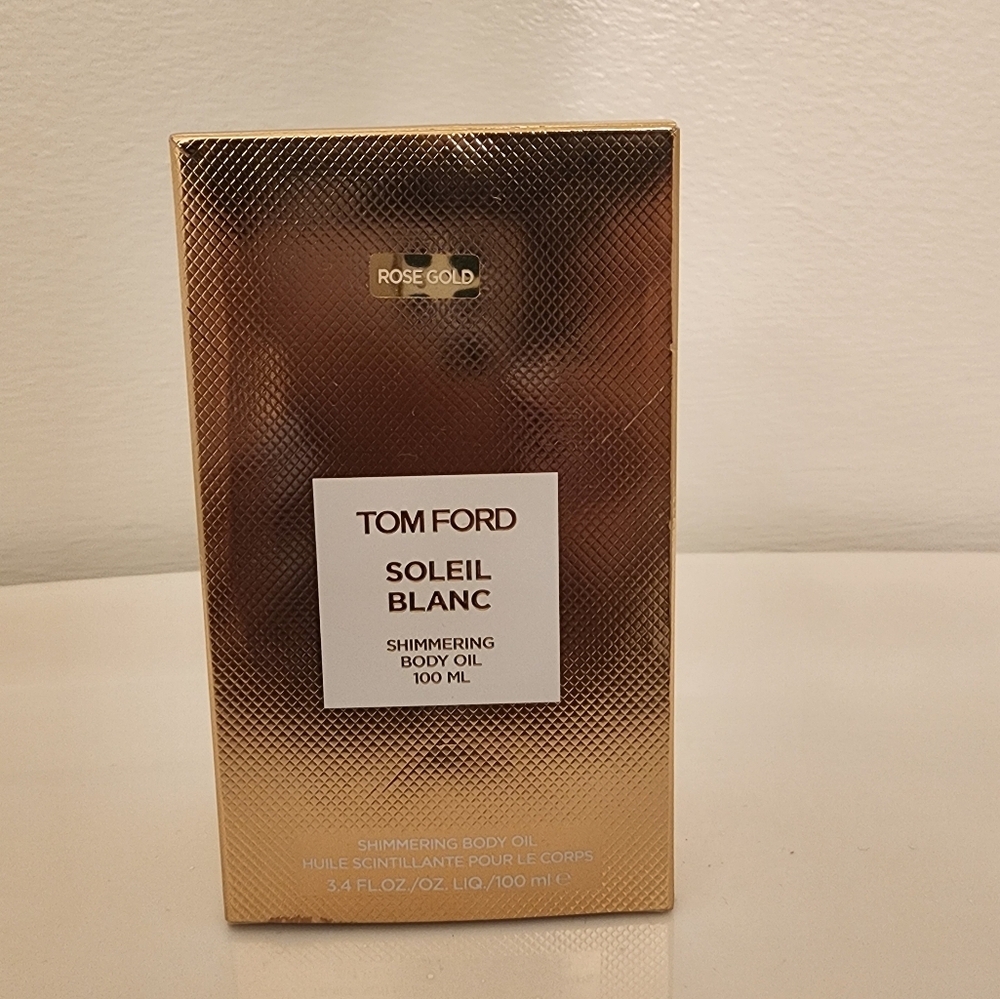 ROSE GOLD
TOM FORD
SOLEIL
BLANC
SHIMMERING
BODY OIL
100 ML
SHIMMERING BODY OIL
HUILE SCINTILLANTE POUR LE CORPS
3.4 FL.OZ./OZ. LIQ./100 ml ℮